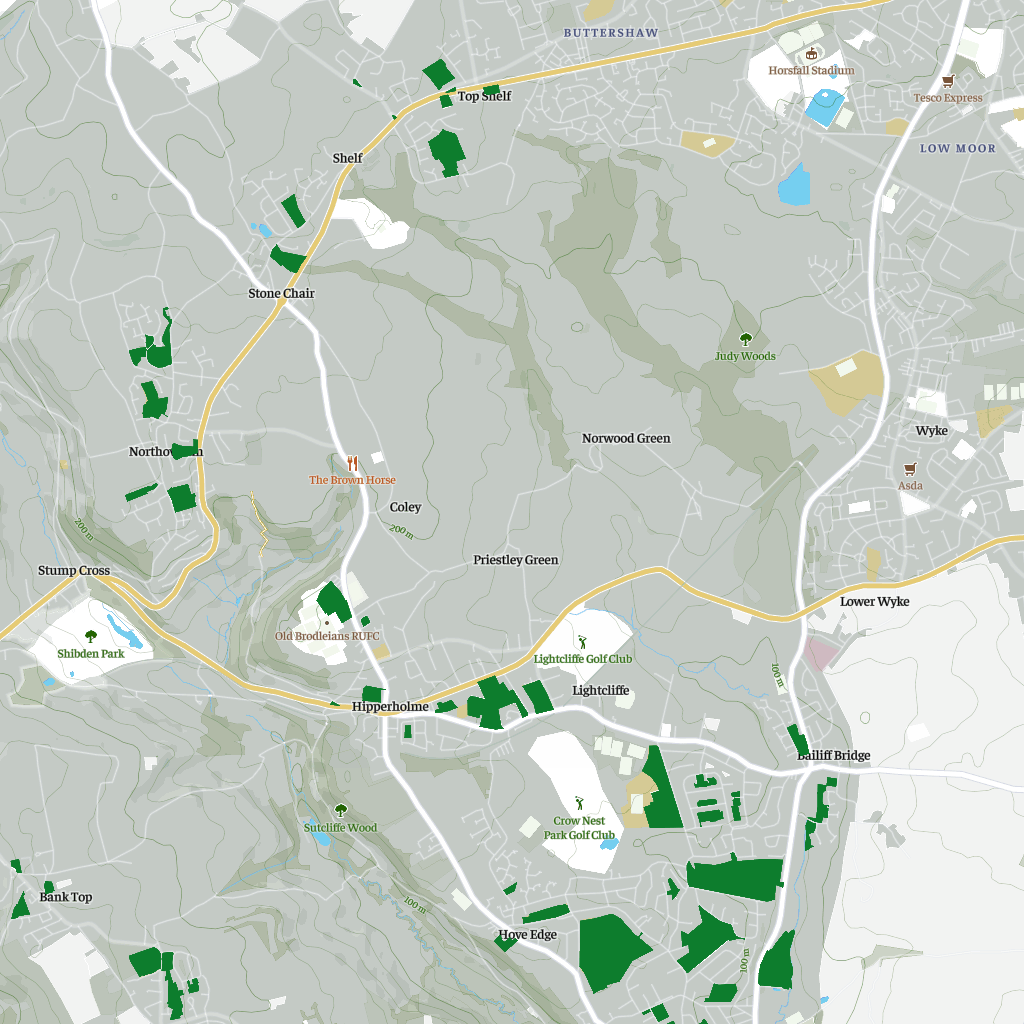 BUTTERSHAW
Horsfall Stadium
Tesco Express
Top Shelf
LOW MOOR
Shelf
Stone Chair
Judy Woods
Wyke
Norwood Green
Northowram
The Brown Horse
Asda
Coley
200 m
200 m
Priestley Green
Stump Cross
Lower Wyke
Old Brodleians RUFC
Shibden Park
Lightcliffe Golf Club
100 m
Lightcliffe
Hipperholme
Bailiff Bridge
Crow Nest
Park Golf Club
Sutcliffe Wood
Bank Top
100 m
Hove Edge
100 m